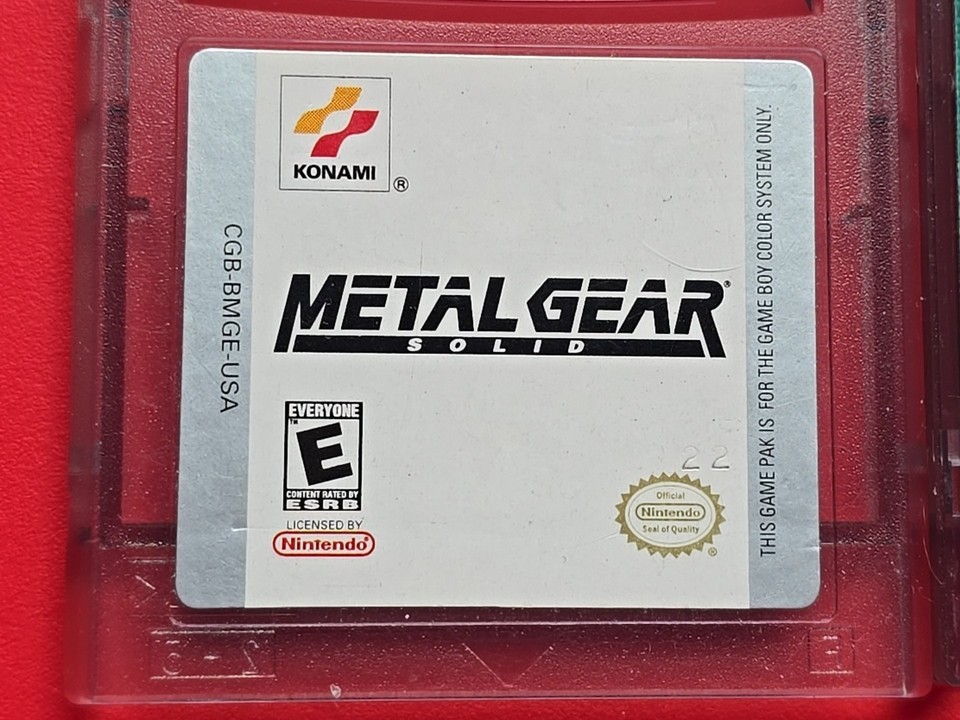 KONAMI
®
CGB-BMGE-USA
METAL GEAR®
SOLID
THIS GAME PAK IS FOR THE GAME BOY COLOR SYSTEM ONLY.
EVERYONE
™
E
CONTENT RATED BY
ESRB
LICENSED BY
Nintendo®
22
Official
Nintendo
Seal of Quality
®